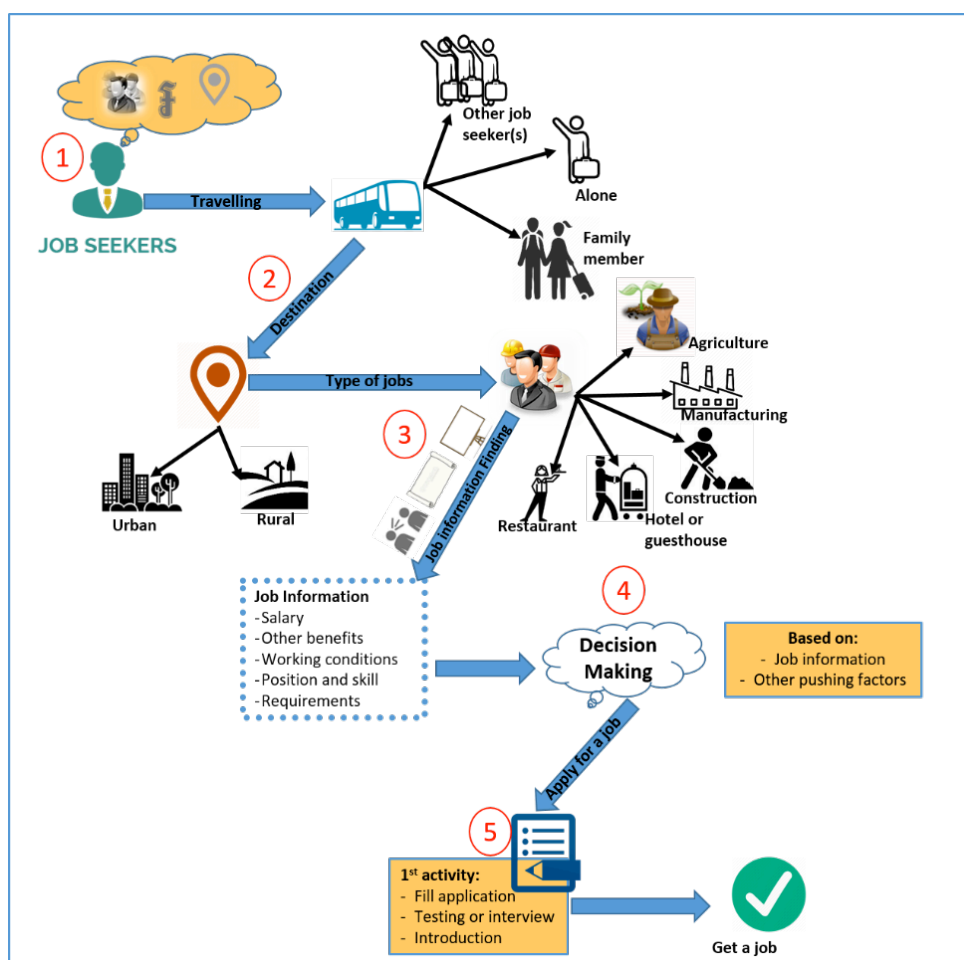 1
JOB SEEKERS
Travelling
Other job
seeker(s)
Alone
Family
member
2
Destination
Type of jobs
Agriculture
Manufacturing
Construction
Hotel or
guesthouse
Restaurant
Urban
Rural
3
Job information Finding
Job Information
-Salary
-Other benefits
-Working conditions
-Position and skill
-Requirements
4
Decision
Making
Based on:
- Job information
- Other pushing factors
Apply for a job
5
1st activity:
- Fill application
- Testing or interview
- Introduction
Get a job